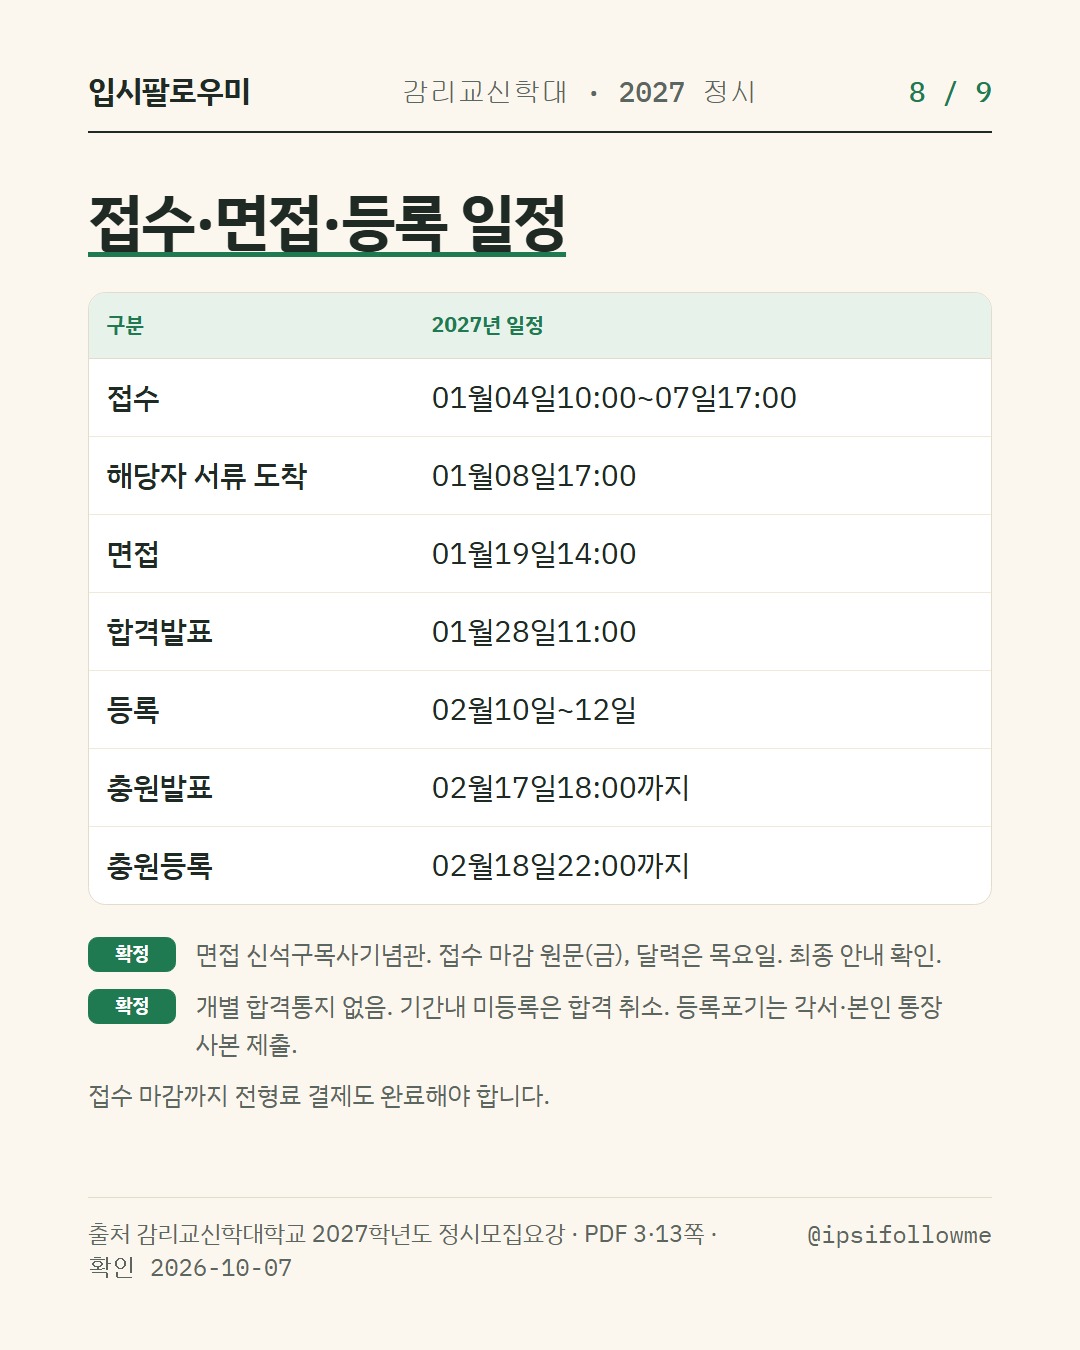 입시팔로우미
감리교신학대 · 2027 정시
8 / 9
접수·면접·등록 일정
구분 2027년 일정
접수 01월04일10:00~07일17:00
해당자 서류 도착 01월08일17:00
면접 01월19일14:00
합격발표 01월28일11:00
등록 02월10일~12일
충원발표 02월17일18:00까지
충원등록 02월18일22:00까지
확정 면접 신석구목사기념관. 접수 마감 원문(금), 달력은 목요일. 최종 안내 확인.
확정 개별 합격통지 없음. 기간내 미등록은 합격 취소. 등록포기는 각서·본인 통장
사본 제출.
접수 마감까지 전형료 결제도 완료해야 합니다.
출처 감리교신학대학교 2027학년도 정시모집요강 · PDF 3·13쪽 ·
확인 2026-10-07
@ipsifollowme